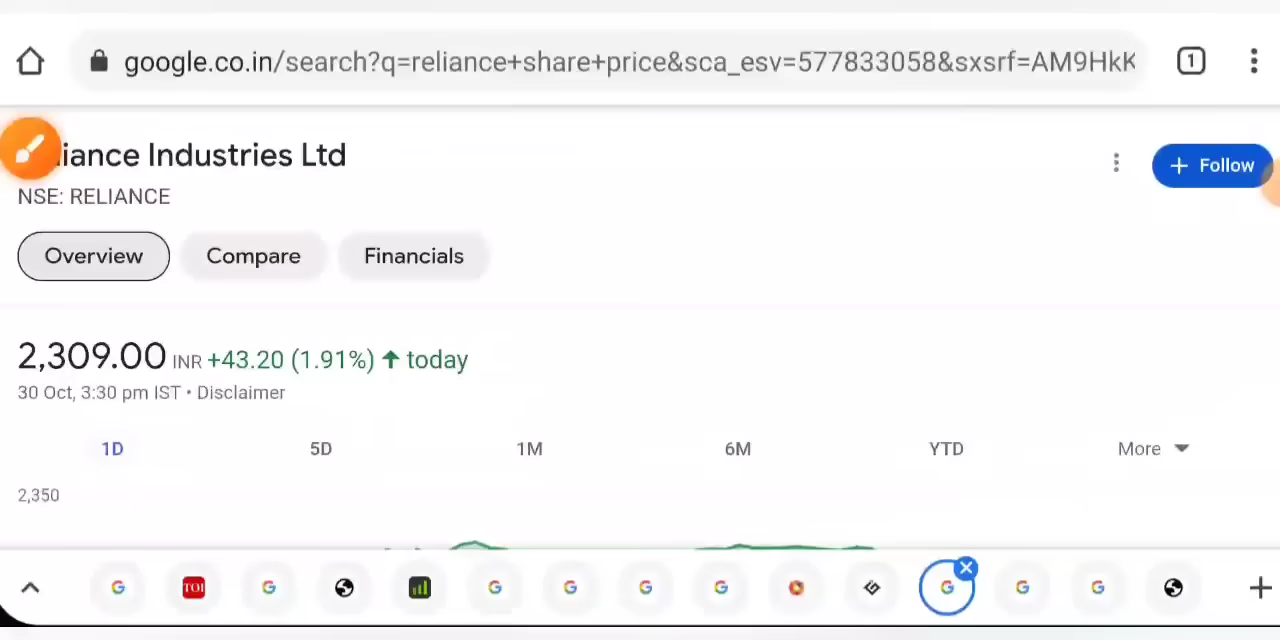 google.co.in/search?q=reliance+share+price&sca_esv=577833058&sxsrf=AM9HkK
1
iance Industries Ltd
+ Follow
NSE: RELIANCE
Overview Compare Financials
2,309.00 INR +43.20 (1.91%) ↑ today
30 Oct, 3:30 pm IST • Disclaimer
1D 5D 1M 6M YTD More
2,350
TOI